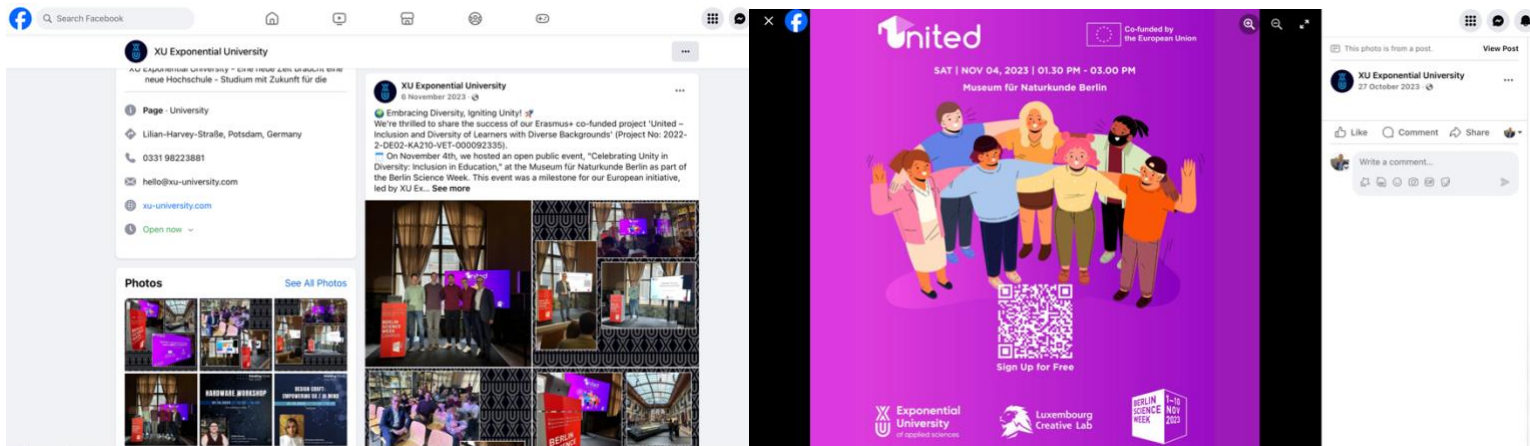 Search Facebook
XU Exponential University
XU Exponential University - Eine neue Zeit braucht eine
neue Hochschule - Studium mit Zukunft für die
Page · University
Lilian-Harvey-Straße, Potsdam, Germany
0331 98223881
hello@xu-university.com
xu-university.com
Open now
Photos
See All Photos
HARDWARE WORKSHOP
DESIGN CRAFT:
XU Exponential University
6 November 2023 ·
Embracing Diversity, Igniting Unity!
We're thrilled to share the success of our Erasmus+ co-funded project 'United –
Inclusion and Diversity of Learners with Diverse Backgrounds' (Project No: 2022-
2-DE02-KA210-VET-000092335).
On November 4th, we hosted an open public event, "Celebrating Unity in
Diversity: Inclusion in Education," at the Museum für Naturkunde Berlin as part of
the Berlin Science Week. This event was a milestone for our European initiative,
led by XU Ex... See more
United
BERLIN
SCIENCE
WEEK
United
BERLIN
United
Co-funded by
the European Union
SAT | NOV 04, 2023 | 01.30 PM - 03.00 PM
Museum für Naturkunde Berlin
Sign Up for Free
XU Exponential
University
of applied sciences
Luxembourg
Creative Lab
BERLIN
SCIENCE
WEEK
1–10
NOV
2023
This photo is from a post.
View Post
XU Exponential University
27 October 2023 ·
Like
Comment
Share
Write a comment...